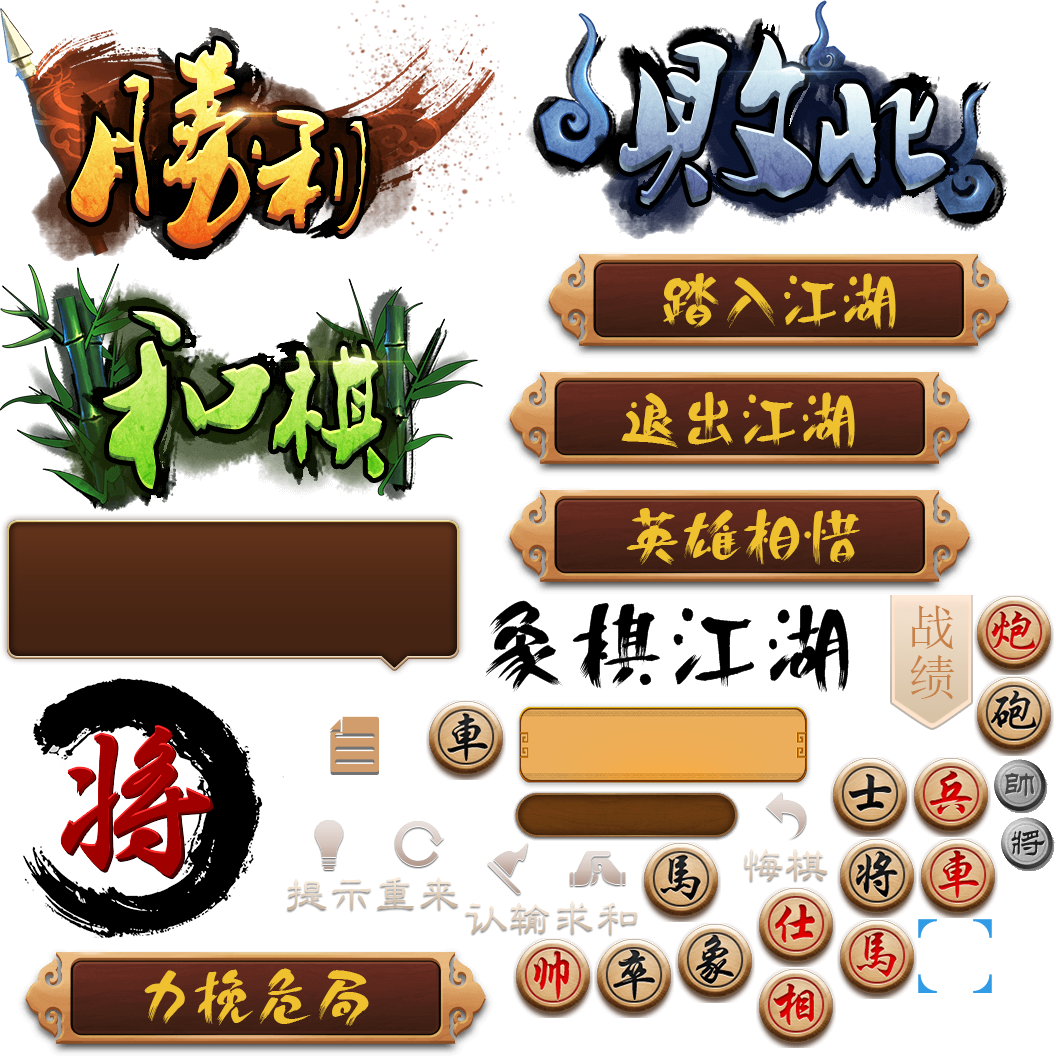 勝利
敗北
踏入江湖
和棋
退出江湖
英雄相惜
象棋江湖
战绩
炮
砲
車
将
士
兵
帥
將
提示
重来
认输
求和
馬
悔棋
将
車
帅
卒
象
仕
馬
相
力挽危局